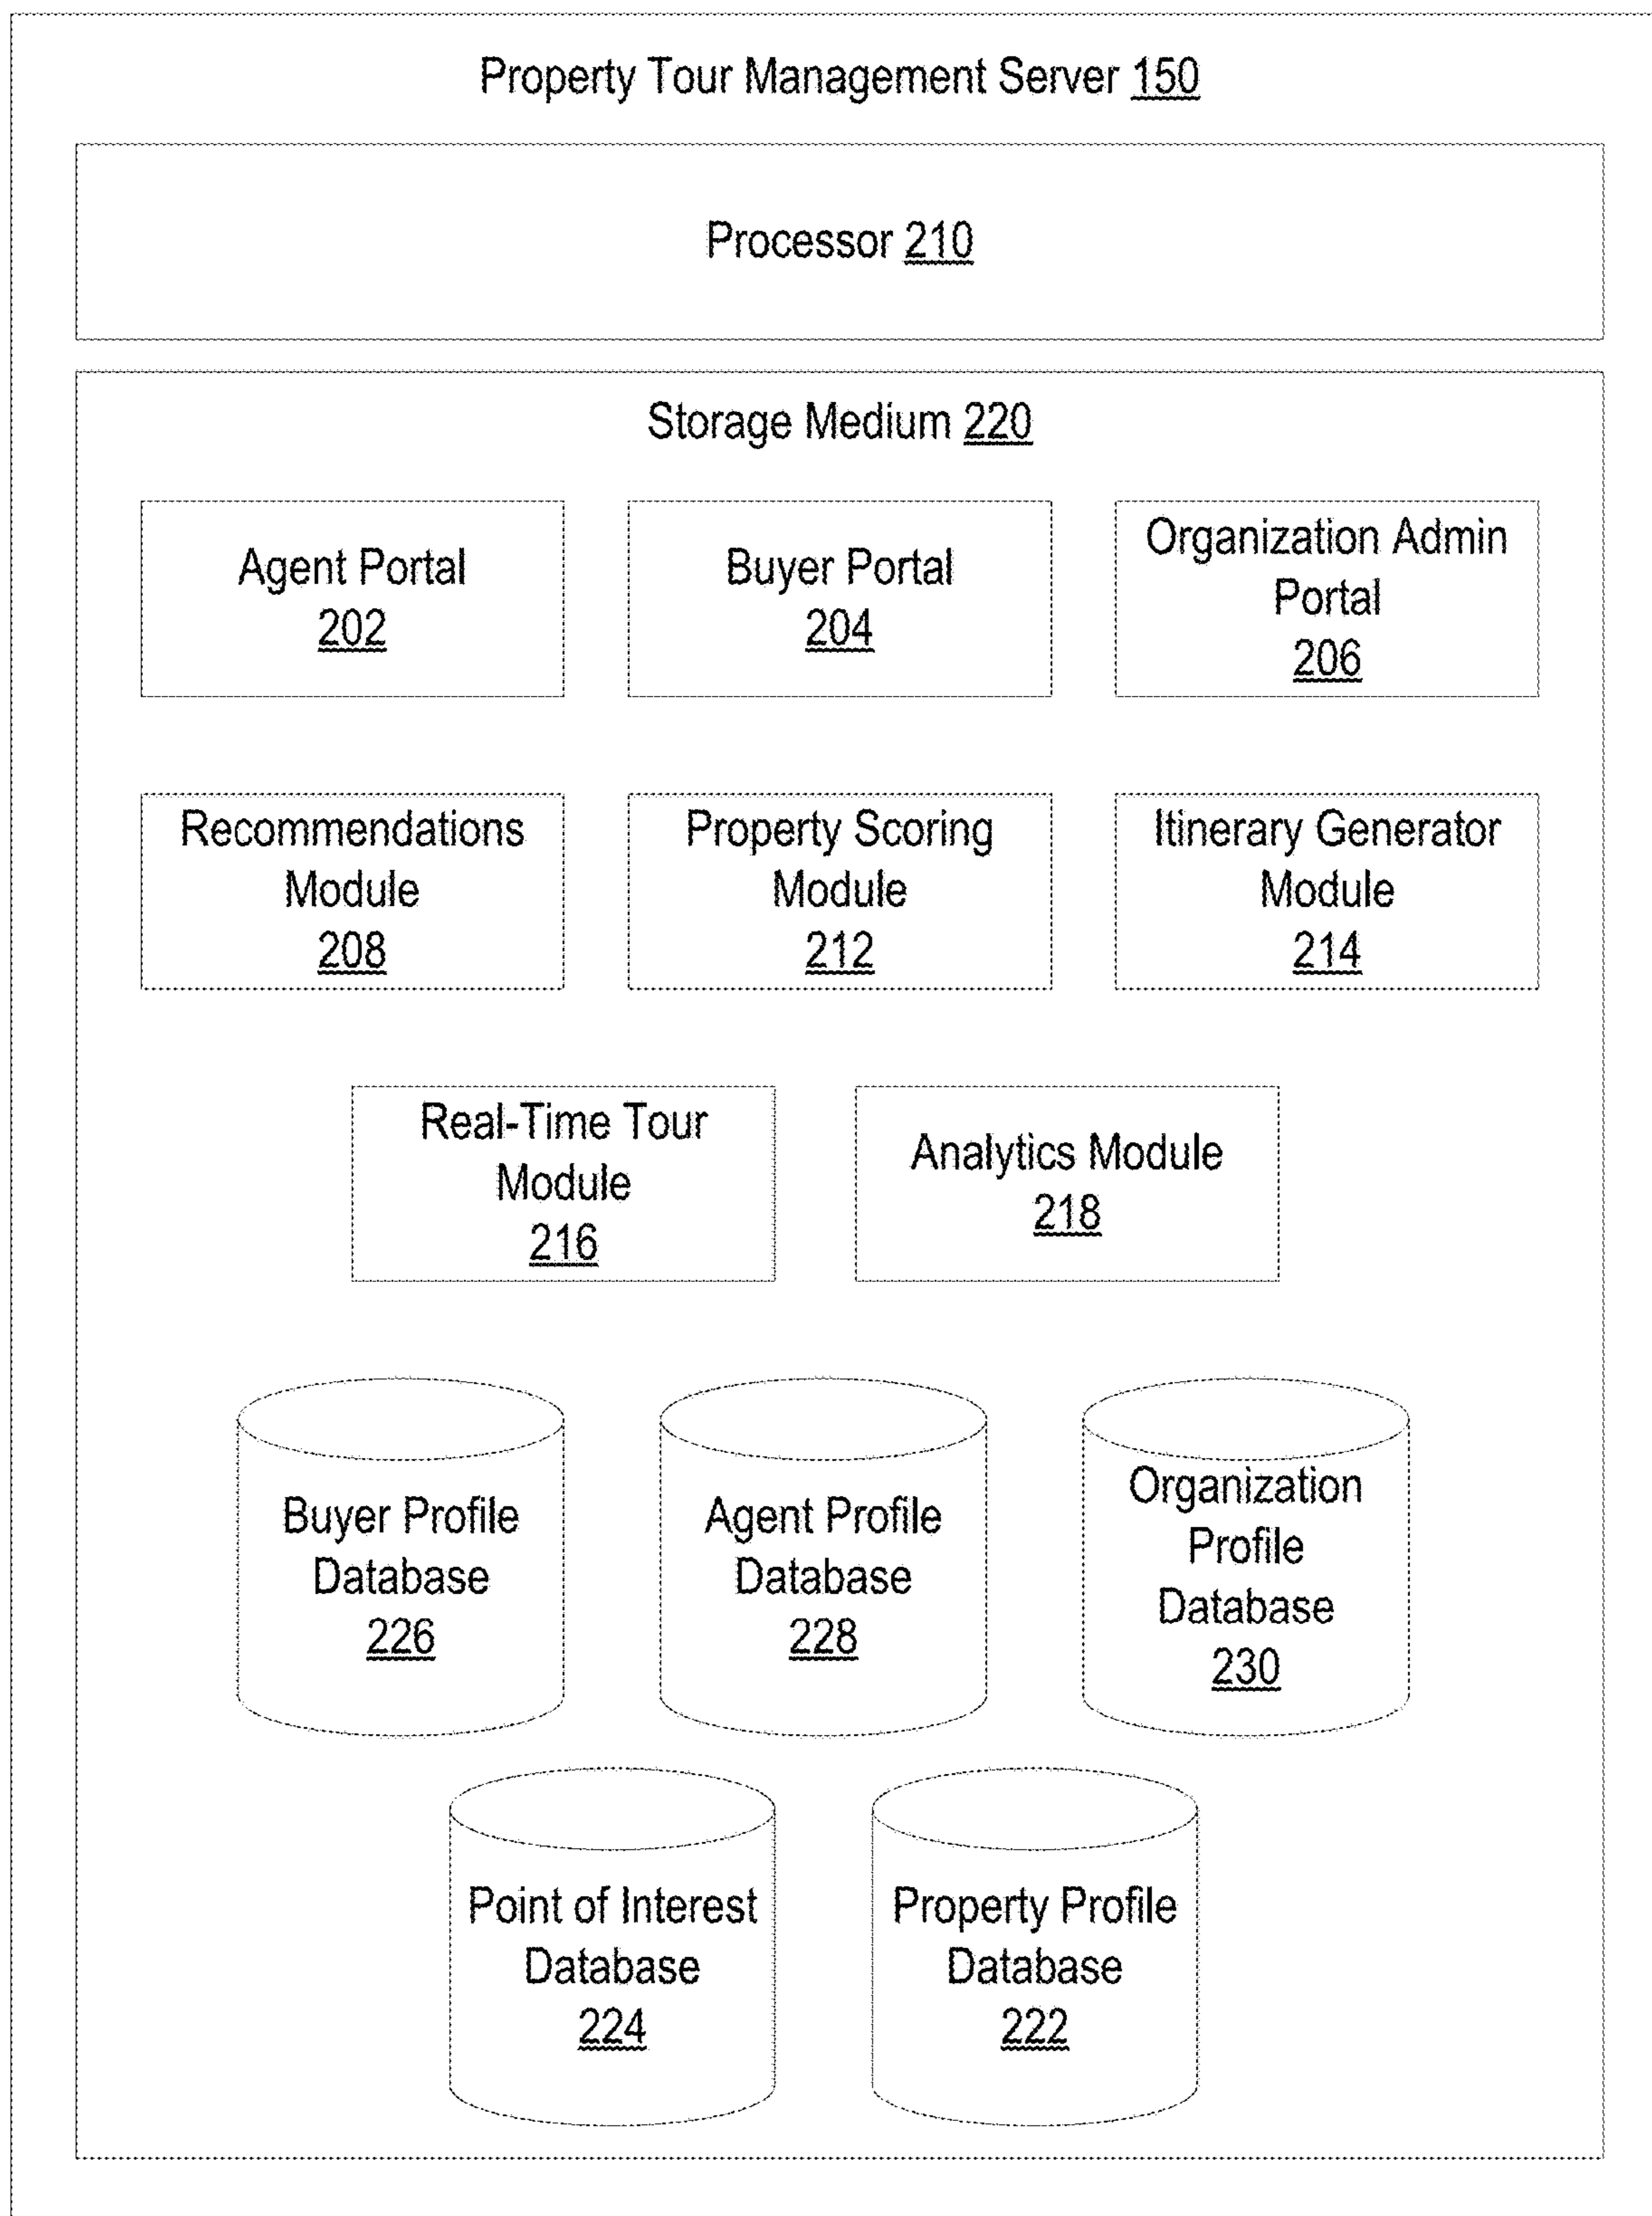 Property Tour Management Server 150
Processor 210
Storage Medium 220
Agent Portal
202
Buyer Portal
204
Organization Admin
Portal
206
Recommendations
Module
208
Property Scoring
Module
212
Itinerary Generator
Module
214
Real-Time Tour
Module
216
Analytics Module
218
Buyer Profile
Database
226
Agent Profile
Database
228
Organization
Profile
Database
230
Point of Interest
Database
224
Property Profile
Database
222